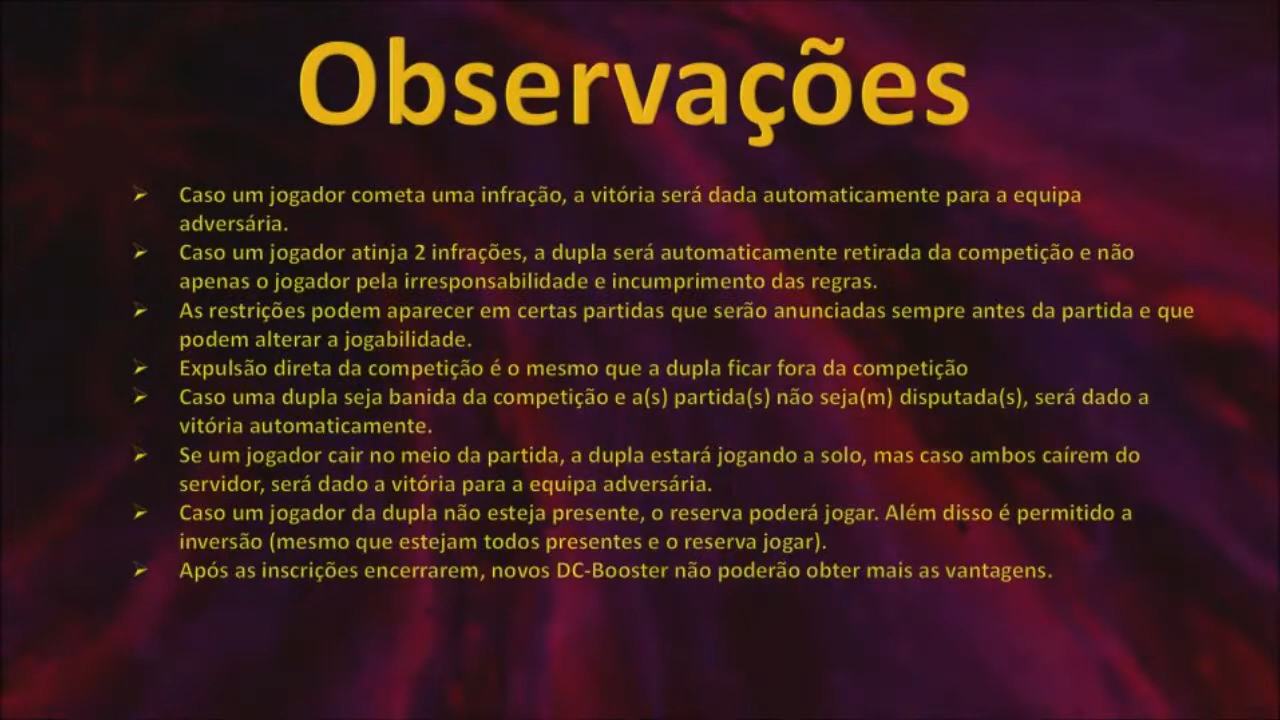 Observações
➢ Caso um jogador cometa uma infração, a vitória será dada automaticamente para a equipa
adversária.
➢ Caso um jogador atinja 2 infrações, a dupla será automaticamente retirada da competição e não
apenas o jogador pela irresponsabilidade e incumprimento das regras.
➢ As restrições podem aparecer em certas partidas que serão anunciadas sempre antes da partida e que
podem alterar a jogabilidade.
➢ Expulsão direta da competição é o mesmo que a dupla ficar fora da competição
➢ Caso uma dupla seja banida da competição e a(s) partida(s) não seja(m) disputada(s), será dado a
vitória automaticamente.
➢ Se um jogador cair no meio da partida, a dupla estará jogando a solo, mas caso ambos caírem do
servidor, será dado a vitória para a equipa adversária.
➢ Caso um jogador da dupla não esteja presente, o reserva poderá jogar. Além disso é permitido a
inversão (mesmo que estejam todos presentes e o reserva jogar).
➢ Após as inscrições encerrarem, novos DC-Booster não poderão obter mais as vantagens.